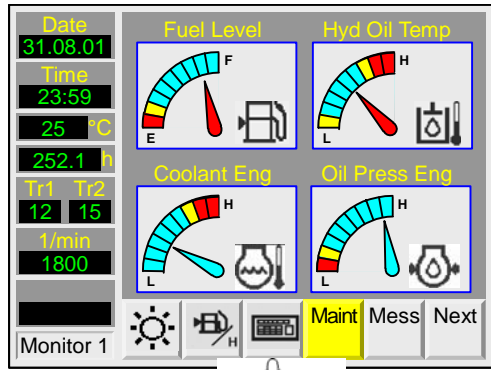 Date
31.08.01
Time
23:59
25 °C
252.1 h
Tr1 Tr2
12 15
1/min
1800
Monitor 1
Fuel Level
F
E
Hyd Oil Temp
H
L
Coolant Eng
H
L
Oil Press Eng
H
L
H
Maint
Mess
Next